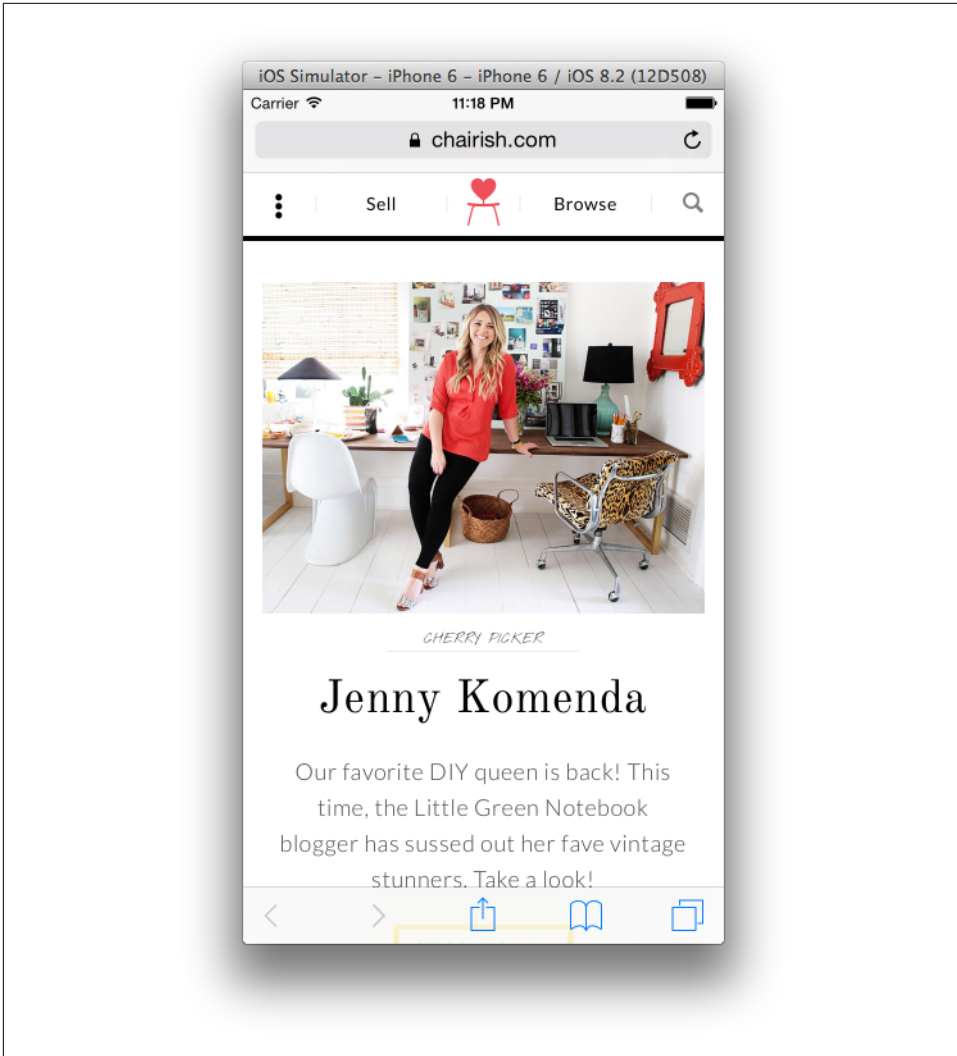 iOS Simulator – iPhone 6 – iPhone 6 / iOS 8.2 (12D508)
Carrier 11:18 PM
chairish.com
Sell Browse
CHERRY PICKER
Jenny Komenda
Our favorite DIY queen is back! This
time, the Little Green Notebook
blogger has sussed out her fave vintage
stunners. Take a look!